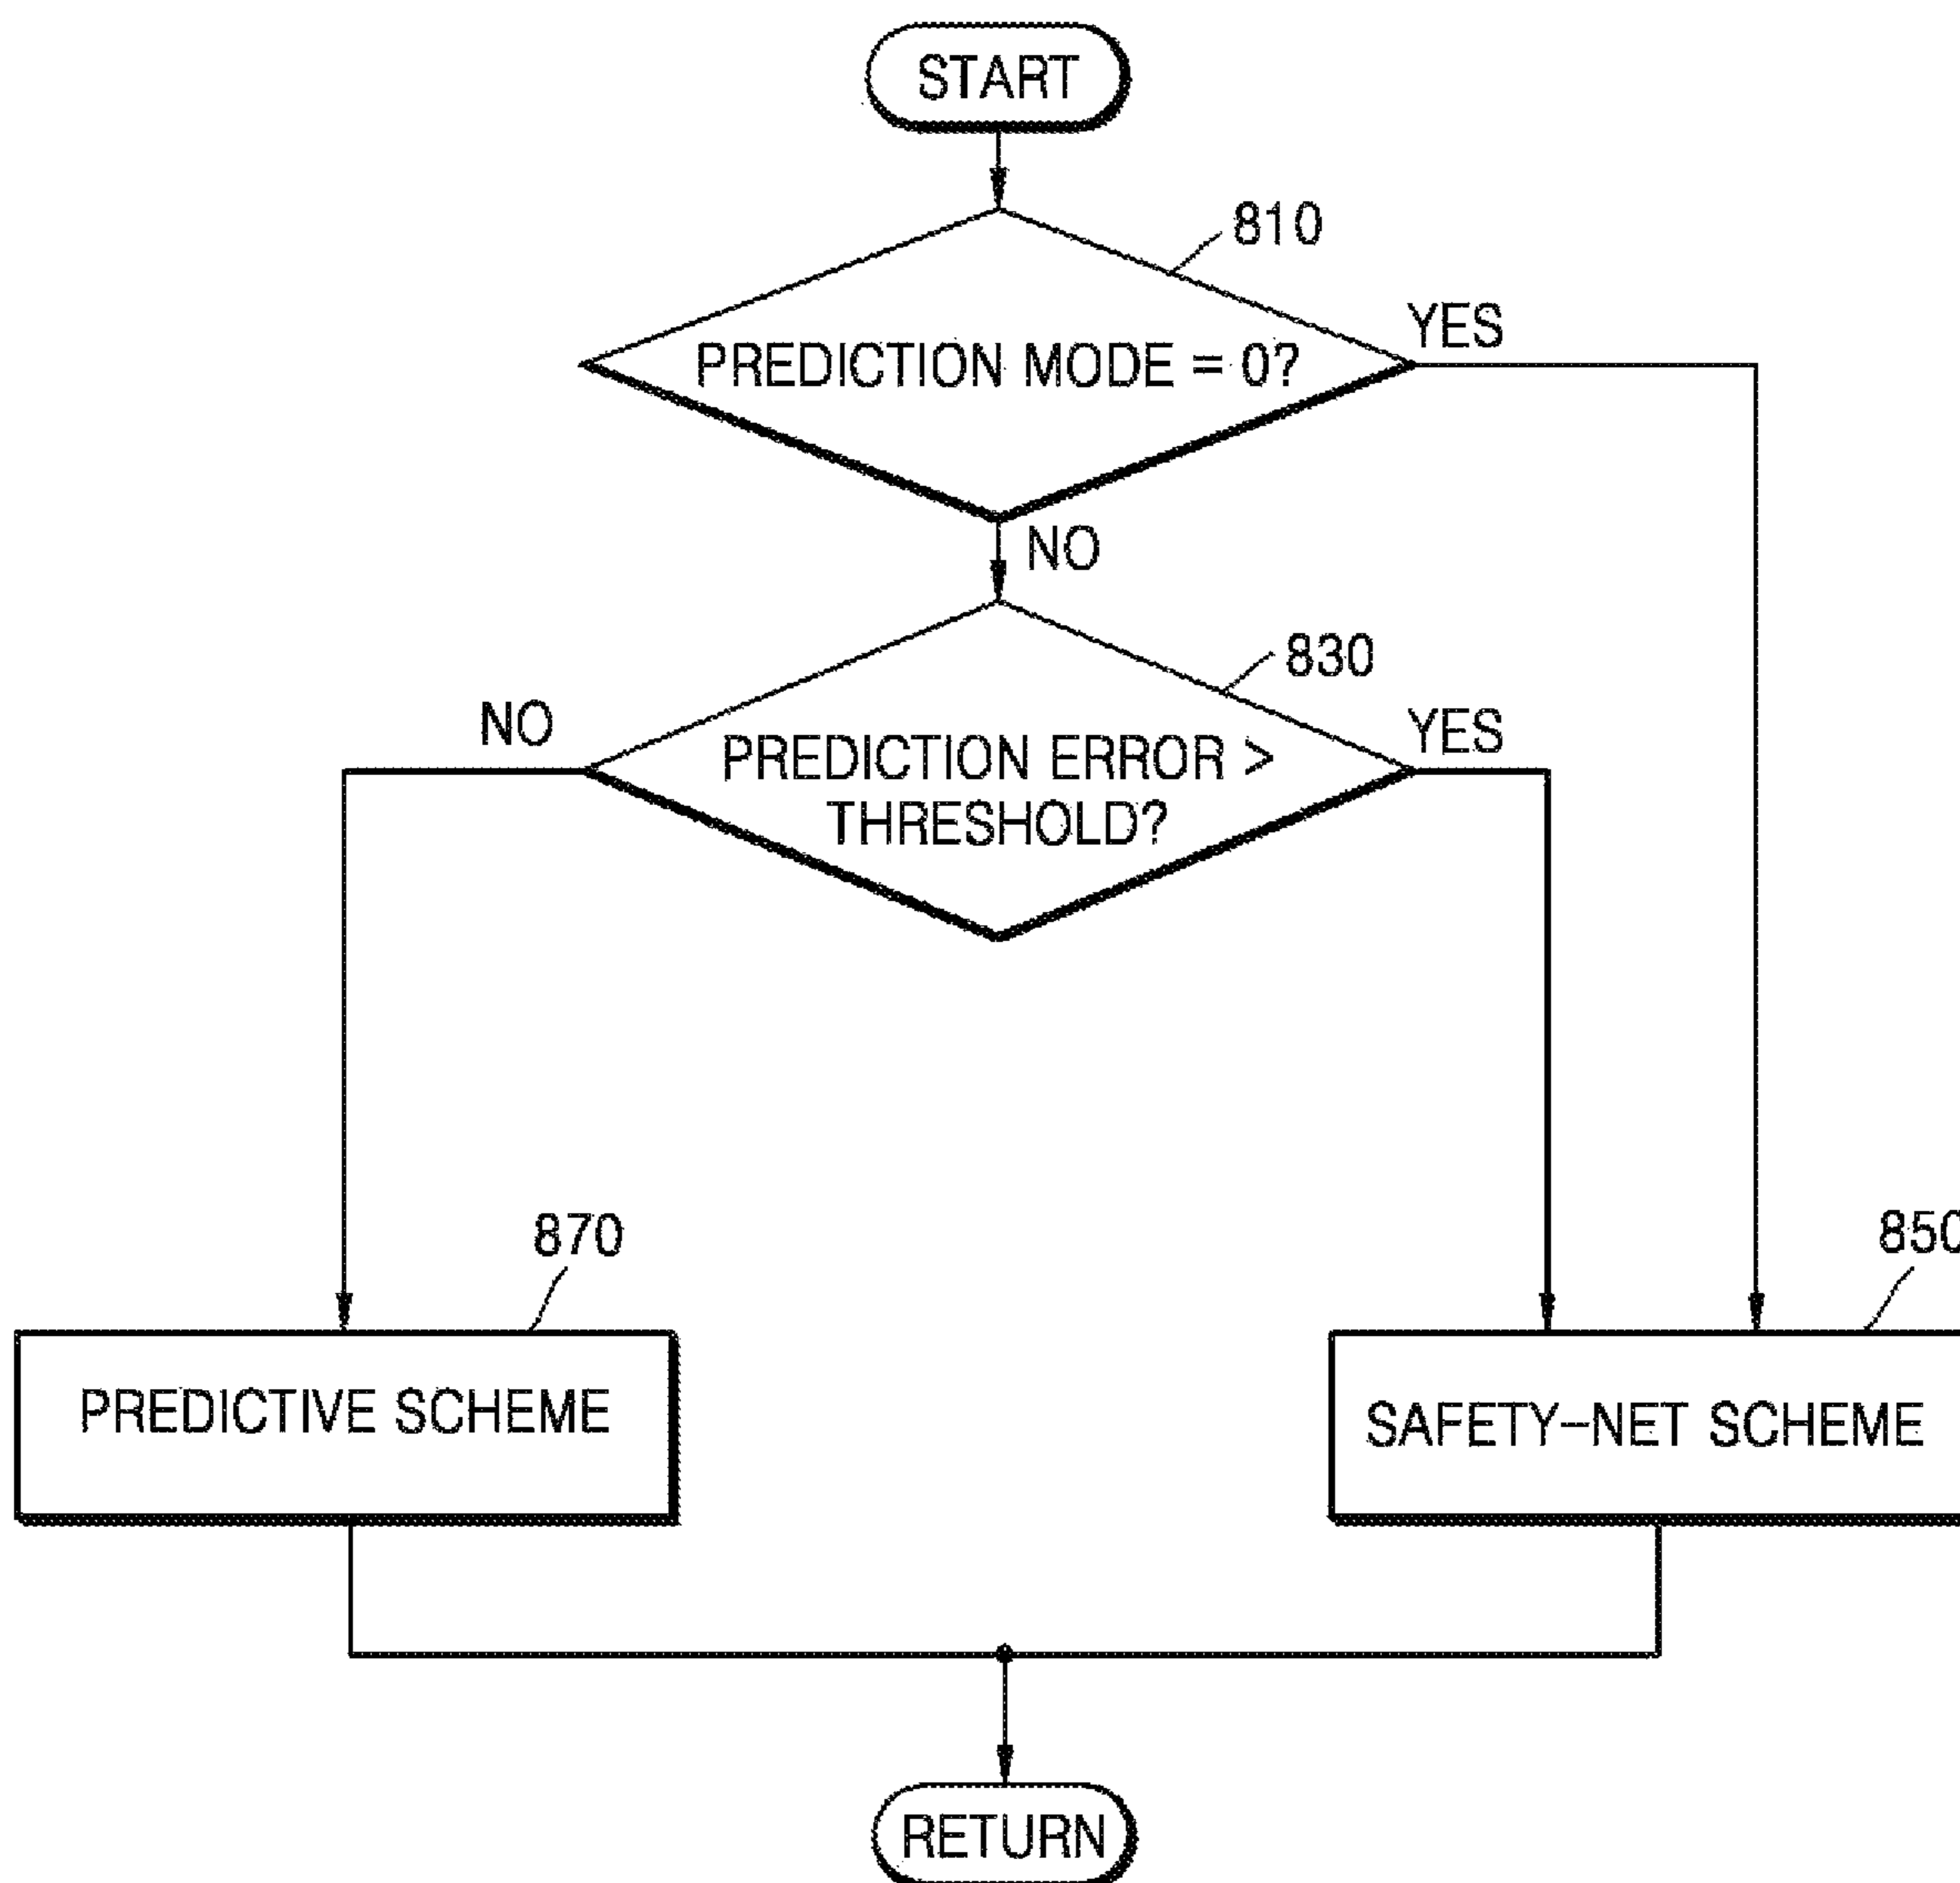 START
810
PREDICTION MODE = 0?
YES
NO
830
NO
PREDICTION ERROR >
THRESHOLD?
YES
870
850
PREDICTIVE SCHEME
SAFETY-NET SCHEME
RETURN